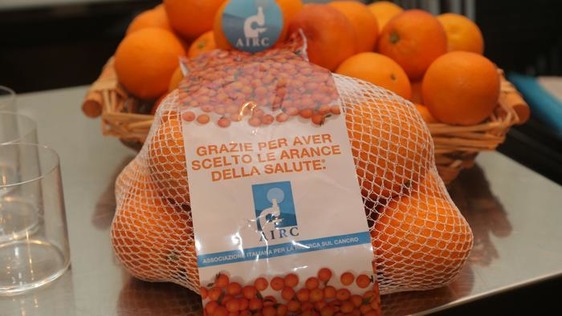 AIRC
GRAZIE PER AVER
SCELTO LE ARANCE
DELLA SALUTE.
AIRC
ASSOCIAZIONE ITALIANA PER LA RICERCA SUL CANCRO